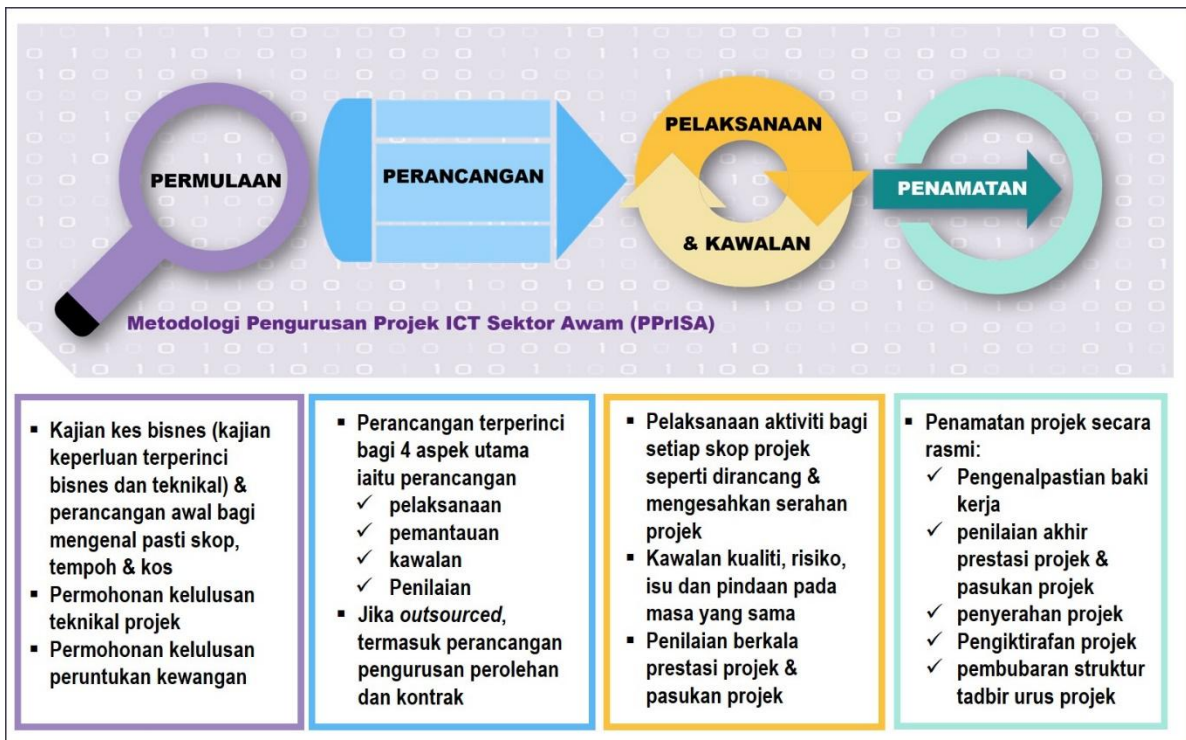 PERMULAAN
PERANCANGAN
PELAKSANAAN
& KAWALAN
PENAMATAN
Metodologi Pengurusan Projek ICT Sektor Awam (PPrISA)
▪ Kajian kes bisnes (kajian
keperluan terperinci
bisnes dan teknikal) &
perancangan awal bagi
mengenal pasti skop,
tempoh & kos
▪ Permohonan kelulusan
teknikal projek
▪ Permohonan kelulusan
peruntukan kewangan
▪ Perancangan terperinci
bagi 4 aspek utama
iaitu perancangan
✓ pelaksanaan
✓ pemantauan
✓ kawalan
✓ Penilaian
▪ Jika outsourced,
termasuk perancangan
pengurusan perolehan
dan kontrak
▪ Pelaksanaan aktiviti bagi
setiap skop projek
seperti dirancang &
mengesahkan serahan
projek
▪ Kawalan kualiti, risiko,
isu dan pindaan pada
masa yang sama
▪ Penilaian berkala
prestasi projek &
pasukan projek
▪ Penamatan projek secara
rasmi:
✓ Pengenalpastian baki
kerja
✓ penilaian akhir
prestasi projek &
pasukan projek
✓ penyerahan projek
✓ Pengiktirafan projek
✓ pembubaran struktur
tadbir urus projek